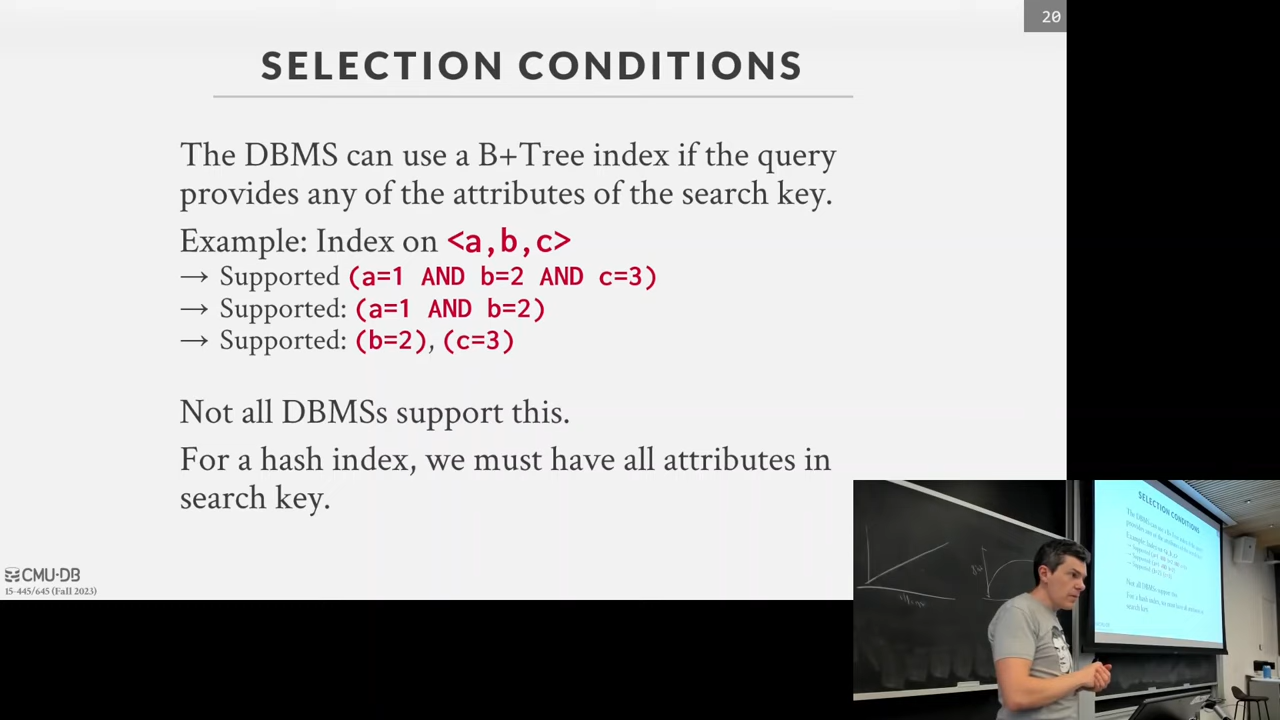 20
SELECTION CONDITIONS
The DBMS can use a B+Tree index if the query
provides any of the attributes of the search key.
Example: Index on <a,b,c>
→ Supported (a=1 AND b=2 AND c=3)
→ Supported: (a=1 AND b=2)
→ Supported: (b=2), (c=3)
Not all DBMSs support this.
For a hash index, we must have all attributes in
search key.
CMU·DB
15-445/645 (Fall 2023)
SELECTION CONDITIONS